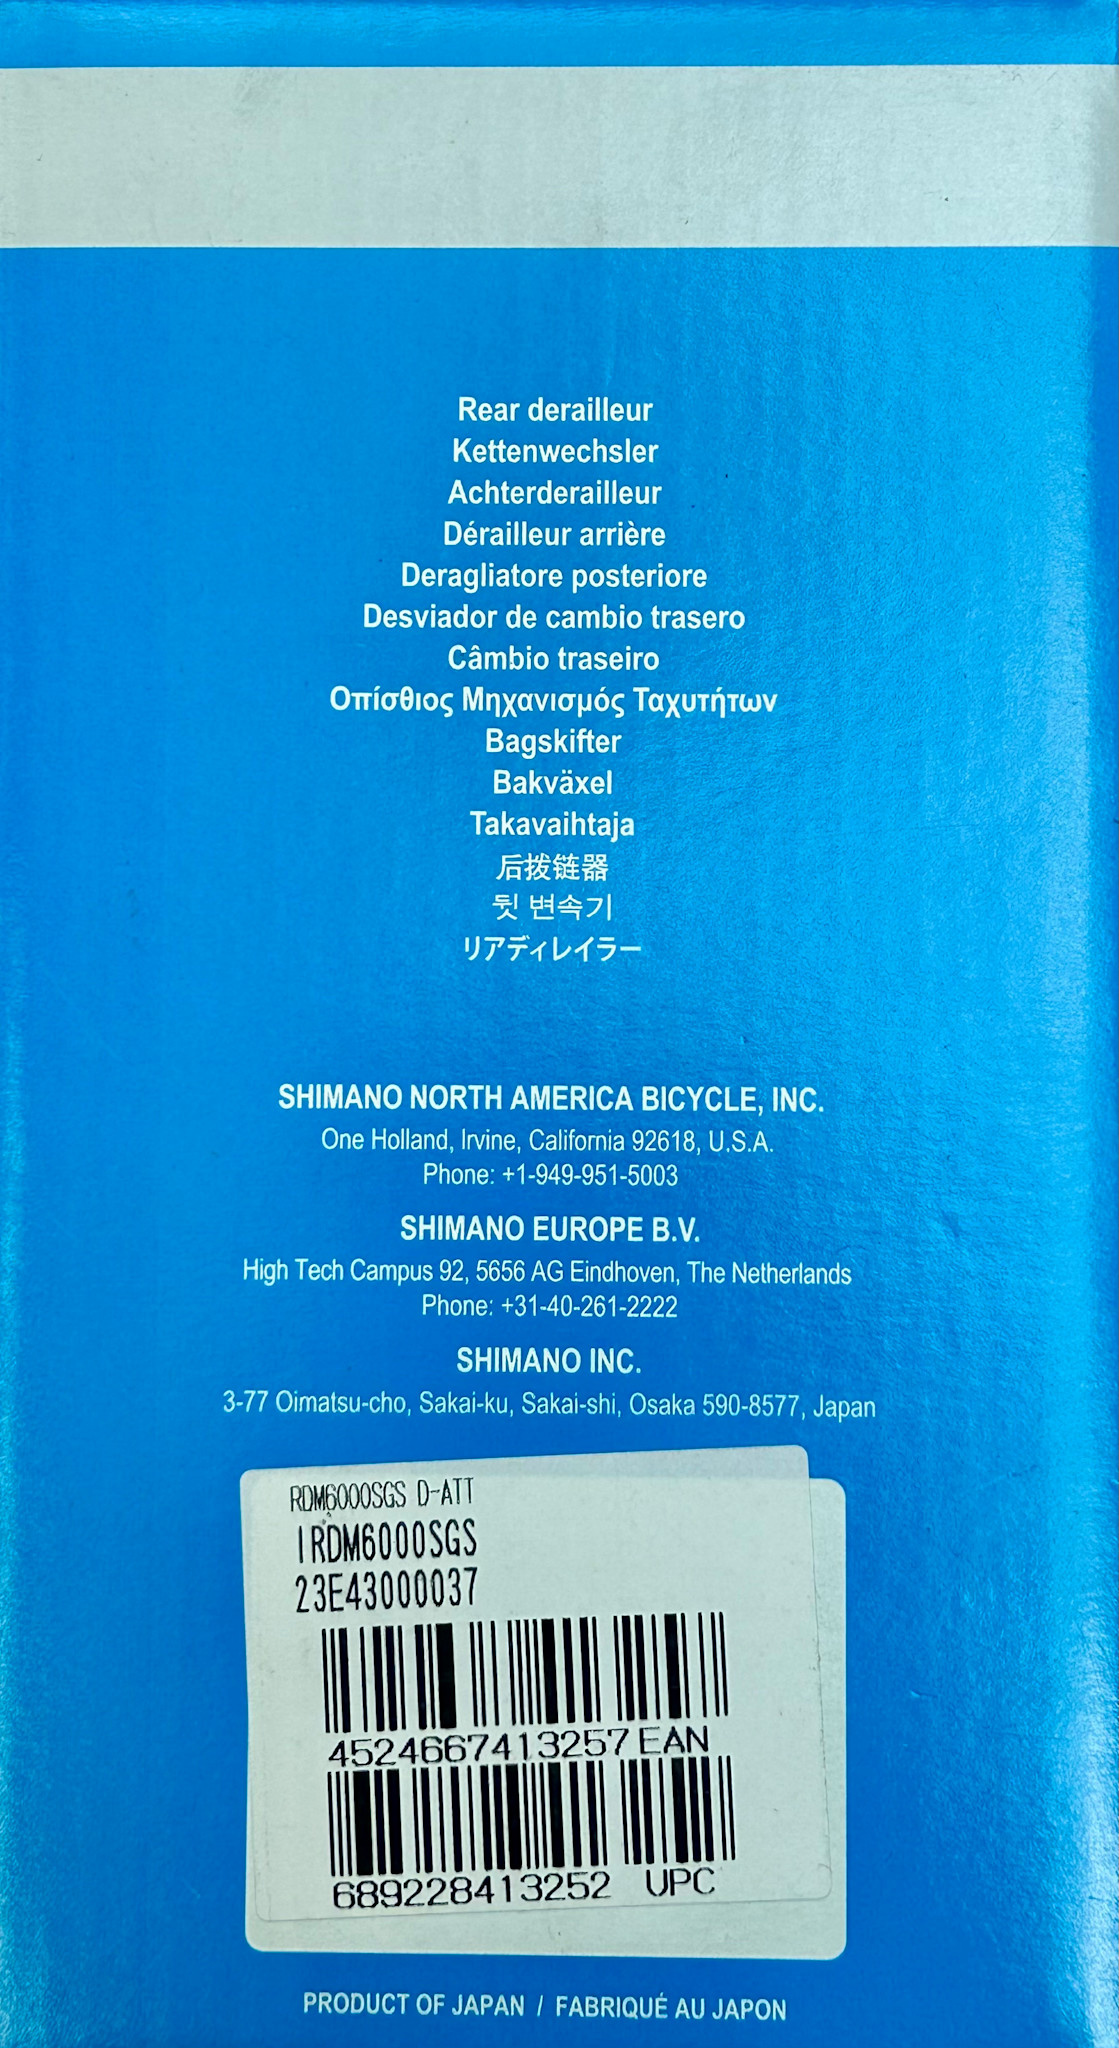 Rear derailleur
Kettenwechsler
Achterderailleur
Dérailleur arrière
Deragliatore posteriore
Desviador de cambio trasero
Câmbio traseiro
Οπίσθιος Μηχανισμός Ταχυτήτων
Bagskifter
Bakväxel
Takavaihtaja
后拨链器
뒷 변속기
リアディレイラー
SHIMANO NORTH AMERICA BICYCLE, INC.
One Holland, Irvine, California 92618, U.S.A.
Phone: +1-949-951-5003
SHIMANO EUROPE B.V.
High Tech Campus 92, 5656 AG Eindhoven, The Netherlands
Phone: +31-40-261-2222
SHIMANO INC.
3-77 Oimatsu-cho, Sakai-ku, Sakai-shi, Osaka 590-8577, Japan
RDM6000SGS D-ATT
IRDM6000SGS
23E43000037
4524667413257 EAN
689228413252 UPC
PRODUCT OF JAPAN / FABRIQUÉ AU JAPON